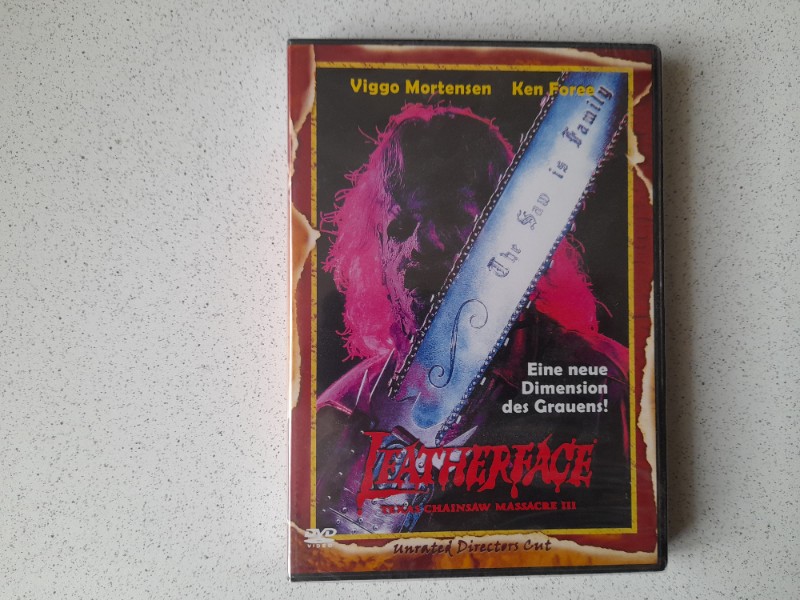 Viggo Mortensen Ken Foree
The Saw is Family
Eine neue
Dimension
des Grauens!
LEATHERFACE
TEXAS CHAINSAW MASSACRE III
DVD
VIDEO
Unrated Directors Cut